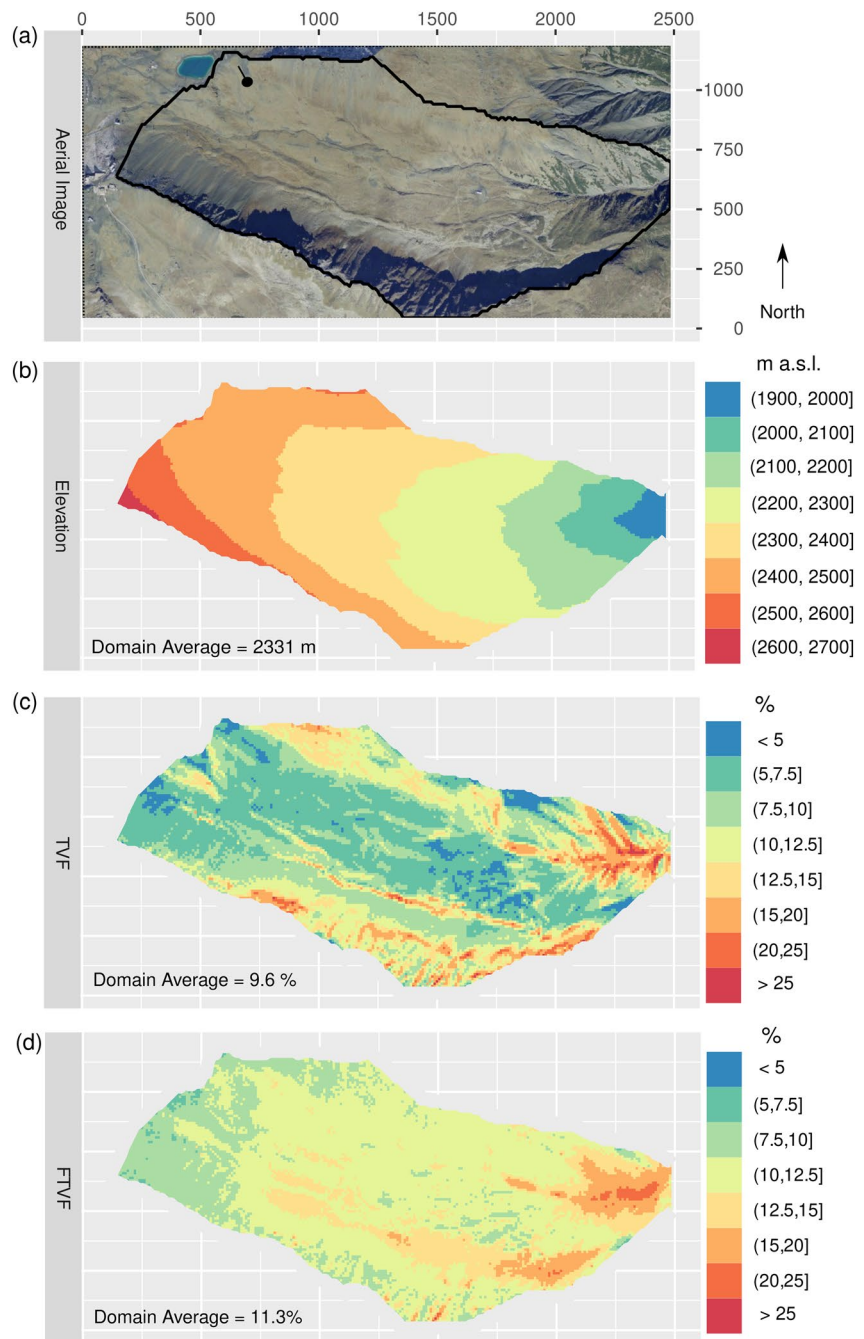 0 500 1000 1500 2000 2500
(a)
Aerial Image
1000
750
500
250
0
North
(b)
Elevation
Domain Average = 2331 m
m a.s.l.
(1900, 2000]
(2000, 2100]
(2100, 2200]
(2200, 2300]
(2300, 2400]
(2400, 2500]
(2500, 2600]
(2600, 2700]
(c)
TVF
Domain Average = 9.6 %
%
< 5
(5,7.5]
(7.5,10]
(10,12.5]
(12.5,15]
(15,20]
(20,25]
> 25
(d)
FTVF
Domain Average = 11.3%
%
< 5
(5,7.5]
(7.5,10]
(10,12.5]
(12.5,15]
(15,20]
(20,25]
> 25